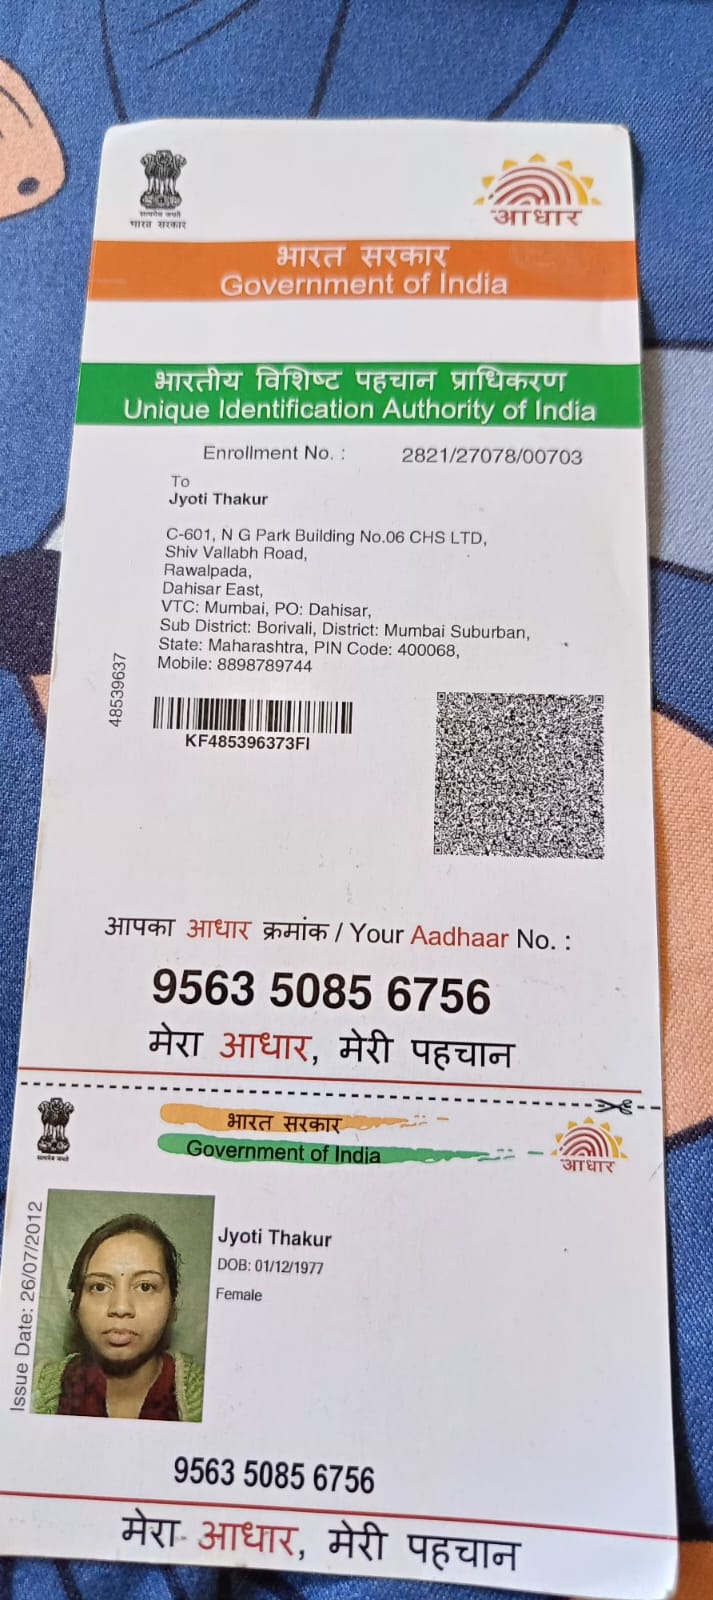 सत्यमेव जयते
भारत सरकार
आधार
भारत सरकार
Government of India
भारतीय विशिष्ट पहचान प्राधिकरण
Unique Identification Authority of India
Enrollment No. : 2821/27078/00703
To
Jyoti Thakur
C-601, N G Park Building No.06 CHS LTD,
Shiv Vallabh Road,
Rawalpada,
Dahisar East,
VTC: Mumbai, PO: Dahisar,
Sub District: Borivali, District: Mumbai Suburban,
State: Maharashtra, PIN Code: 400068,
Mobile: 8898789744
48539637
KF485396373FI
आपका आधार क्रमांक / Your Aadhaar No. :
9563 5085 6756
मेरा आधार, मेरी पहचान
भारत सरकार
Government of India
आधार
Issue Date: 26/07/2012
Jyoti Thakur
DOB: 01/12/1977
Female
9563 5085 6756
मेरा आधार, मेरी पहचान